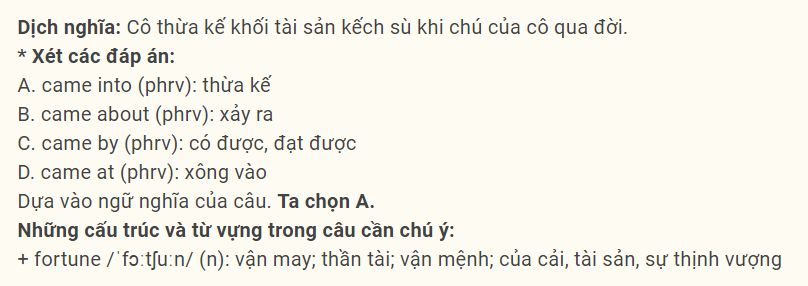 Dịch nghĩa: Cô thừa kế khối tài sản kếch sù khi chú của cô qua đời.
* Xét các đáp án:
A. came into (phrv): thừa kế
B. came about (phrv): xảy ra
C. came by (phrv): có được, đạt được
D. came at (phrv): xông vào
Dựa vào ngữ nghĩa của câu. Ta chọn A.
Những cấu trúc và từ vựng trong câu cần chú ý:
+ fortune /ˈfɔːtʃuːn/ (n): vận may; thần tài; vận mệnh; của cải, tài sản, sự thịnh vượng